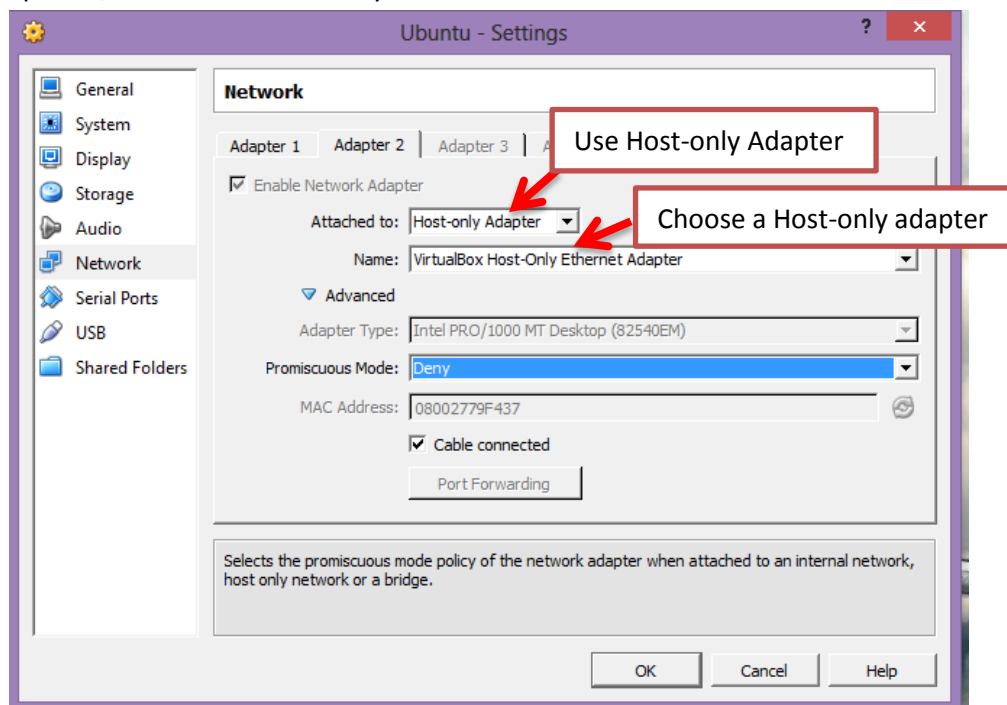 Ubuntu - Settings ? ×
General
System
Display
Storage
Audio
Network
Serial Ports
USB
Shared Folders
Network
Adapter 1 Adapter 2 Adapter 3 A
Use Host-only Adapter
Enable Network Adapter
Attached to: Host-only Adapter
Choose a Host-only adapter
Name: VirtualBox Host-Only Ethernet Adapter
Advanced
Adapter Type: Intel PRO/1000 MT Desktop (82540EM)
Promiscuous Mode: Deny
MAC Address: 08002779F437
Cable connected
Port Forwarding
Selects the promiscuous mode policy of the network adapter when attached to an internal network,
host only network or a bridge.
OK Cancel Help